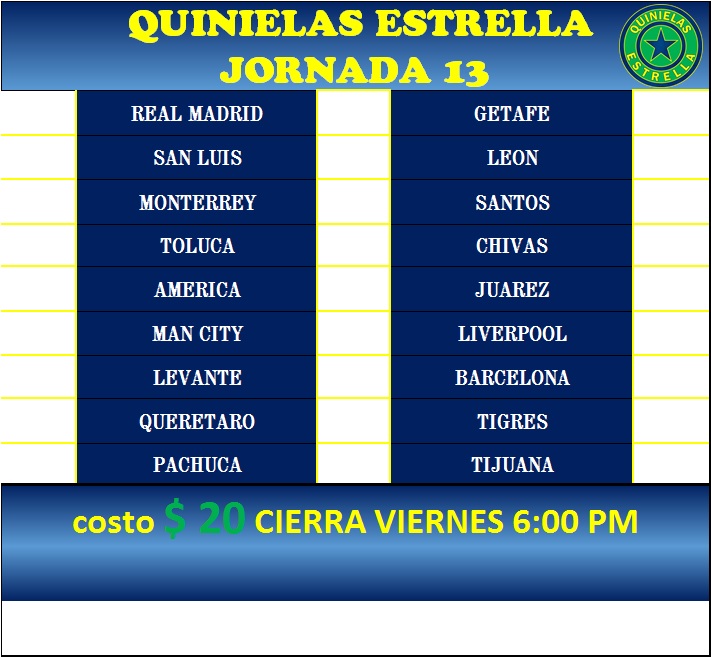 QUINIELAS ESTRELLA
JORNADA 13
QUINIELAS
ESTRELLA
REAL MADRID GETAFE
SAN LUIS LEON
MONTERREY SANTOS
TOLUCA CHIVAS
AMERICA JUAREZ
MAN CITY LIVERPOOL
LEVANTE BARCELONA
QUERETARO TIGRES
PACHUCA TIJUANA
costo $ 20 CIERRA VIERNES 6:00 PM